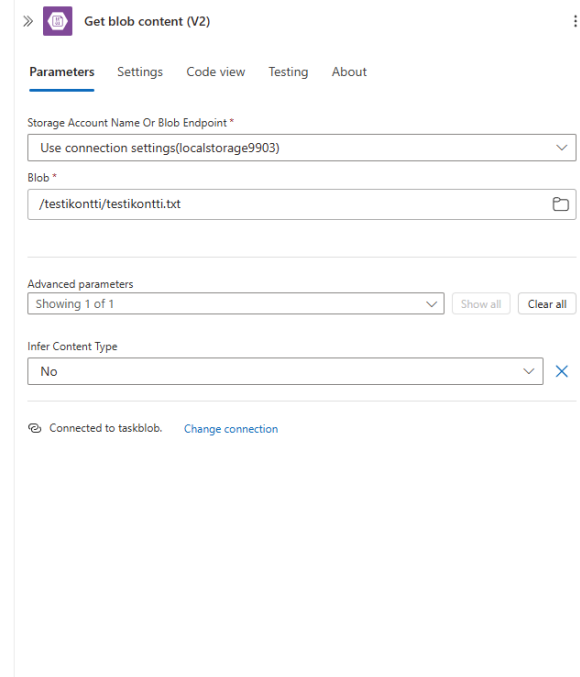 Get blob content (V2)
Parameters Settings Code view Testing About
Storage Account Name Or Blob Endpoint *
Use connection settings(localstorage9903)
Blob *
/testikontti/testikontti.txt
Advanced parameters
Showing 1 of 1 Show all Clear all
Infer Content Type
No
Connected to taskblob. Change connection